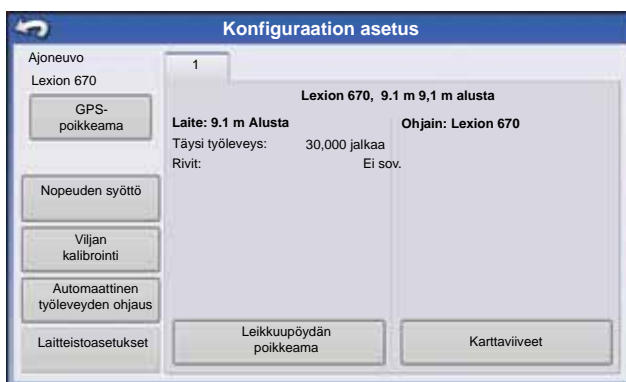 Konfiguraation asetus
Ajoneuvo
Lexion 670
GPS-
poikkeama
Nopeuden syöttö
Viljan
kalibrointi
Automaattinen
työleveyden ohjaus
Laitteistoasetukset
1
Lexion 670, 9.1 m 9,1 m alusta
Laite: 9.1 m Alusta
Täysi työleveys: 30,000 jalkaa
Rivit: Ei sov.
Ohjain: Lexion 670
Leikkuupöydän
poikkeama
Karttaviiveet